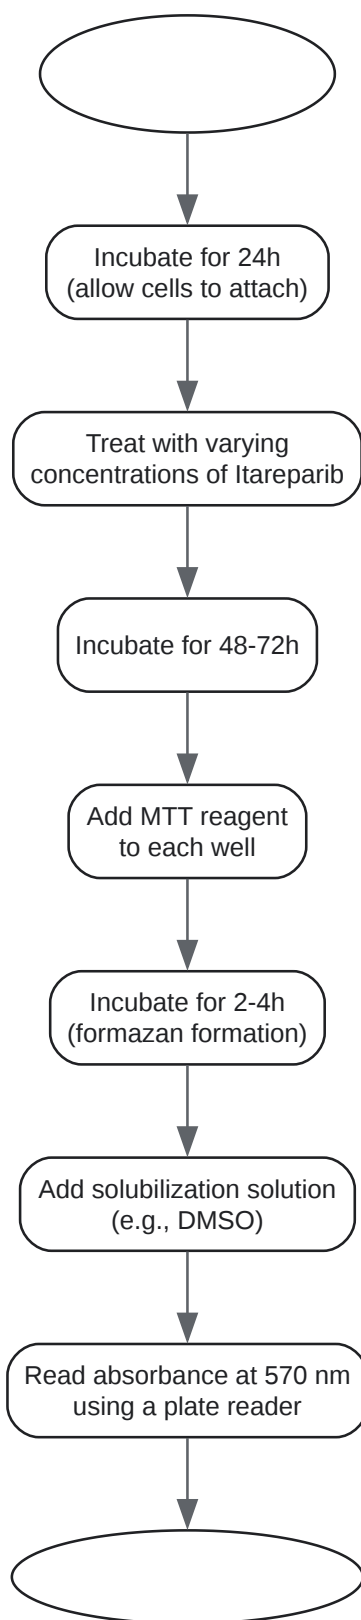 Incubate for 24h
(allow cells to attach)
Treat with varying
concentrations of Itareparib
Incubate for 48-72h
Add MTT reagent
to each well
Incubate for 2-4h
(formazan formation)
Add solubilization solution
(e.g., DMSO)
Read absorbance at 570 nm
using a plate reader